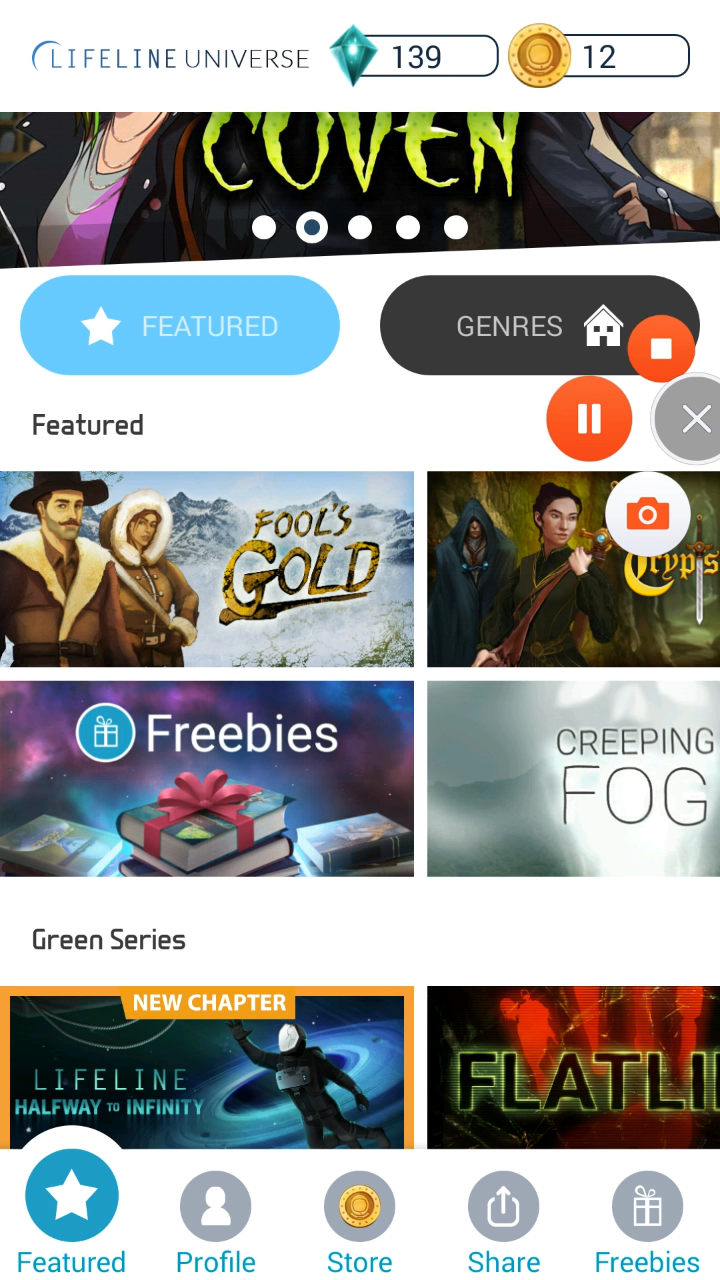 LIFELINE UNIVERSE
139
12
COVEN
FEATURED
GENRES
Featured
FOOL'S
GOLD
Freebies
CREEPING
FOG
Green Series
NEW CHAPTER
LIFELINE
HALFWAY TO INFINITY
FLATLI
Featured
Profile
Store
Share
Freebies